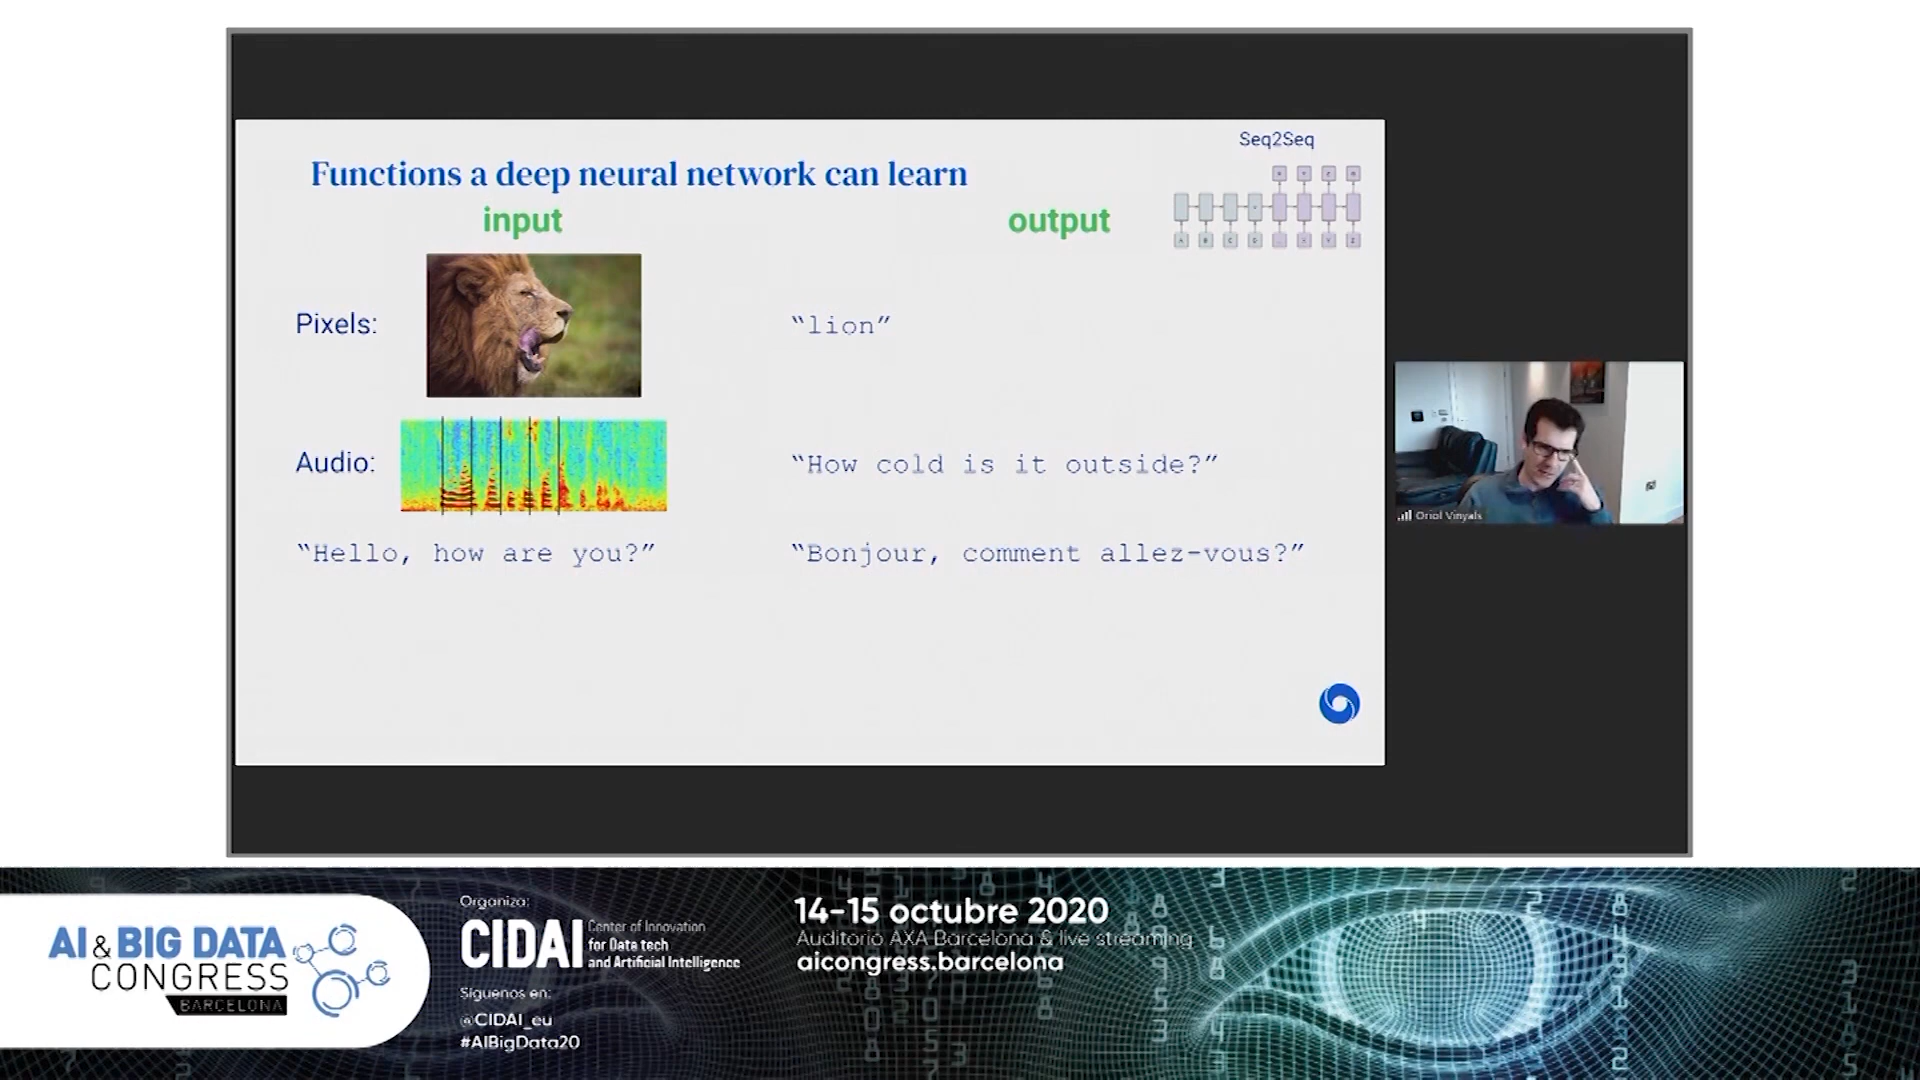 Seq2Seq
Functions a deep neural network can learn
input
output
Pixels:
“lion”
Audio:
“How cold is it outside?”
“Hello, how are you?”
“Bonjour, comment allez-vous?”
Oriol Vinyals
AI & BIG DATA
CONGRESS
BARCELONA
Organiza:
CIDAI
Center of Innovation
for Data tech
and Artificial Intelligence
Síguenos en:
@CIDAI_eu
#AIBigData20
14-15 octubre 2020
Auditorio AXA Barcelona & live streaming
aicongress.barcelona